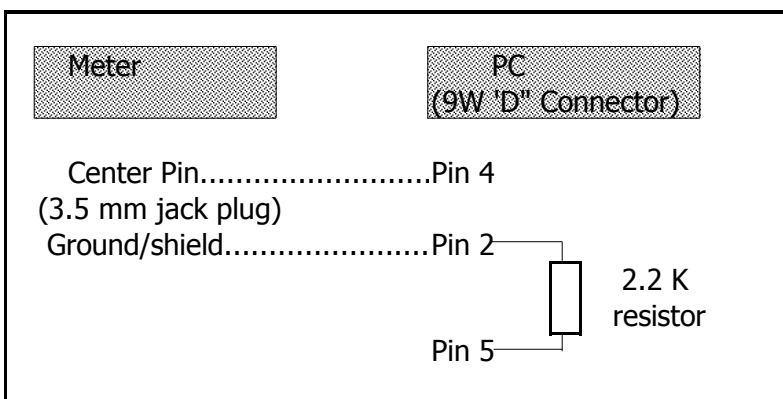 Meter
PC
(9W 'D" Connector)
Center Pin..........................Pin 4
(3.5 mm jack plug)
Ground/shield.......................Pin 2
2.2 K
resistor
Pin 5